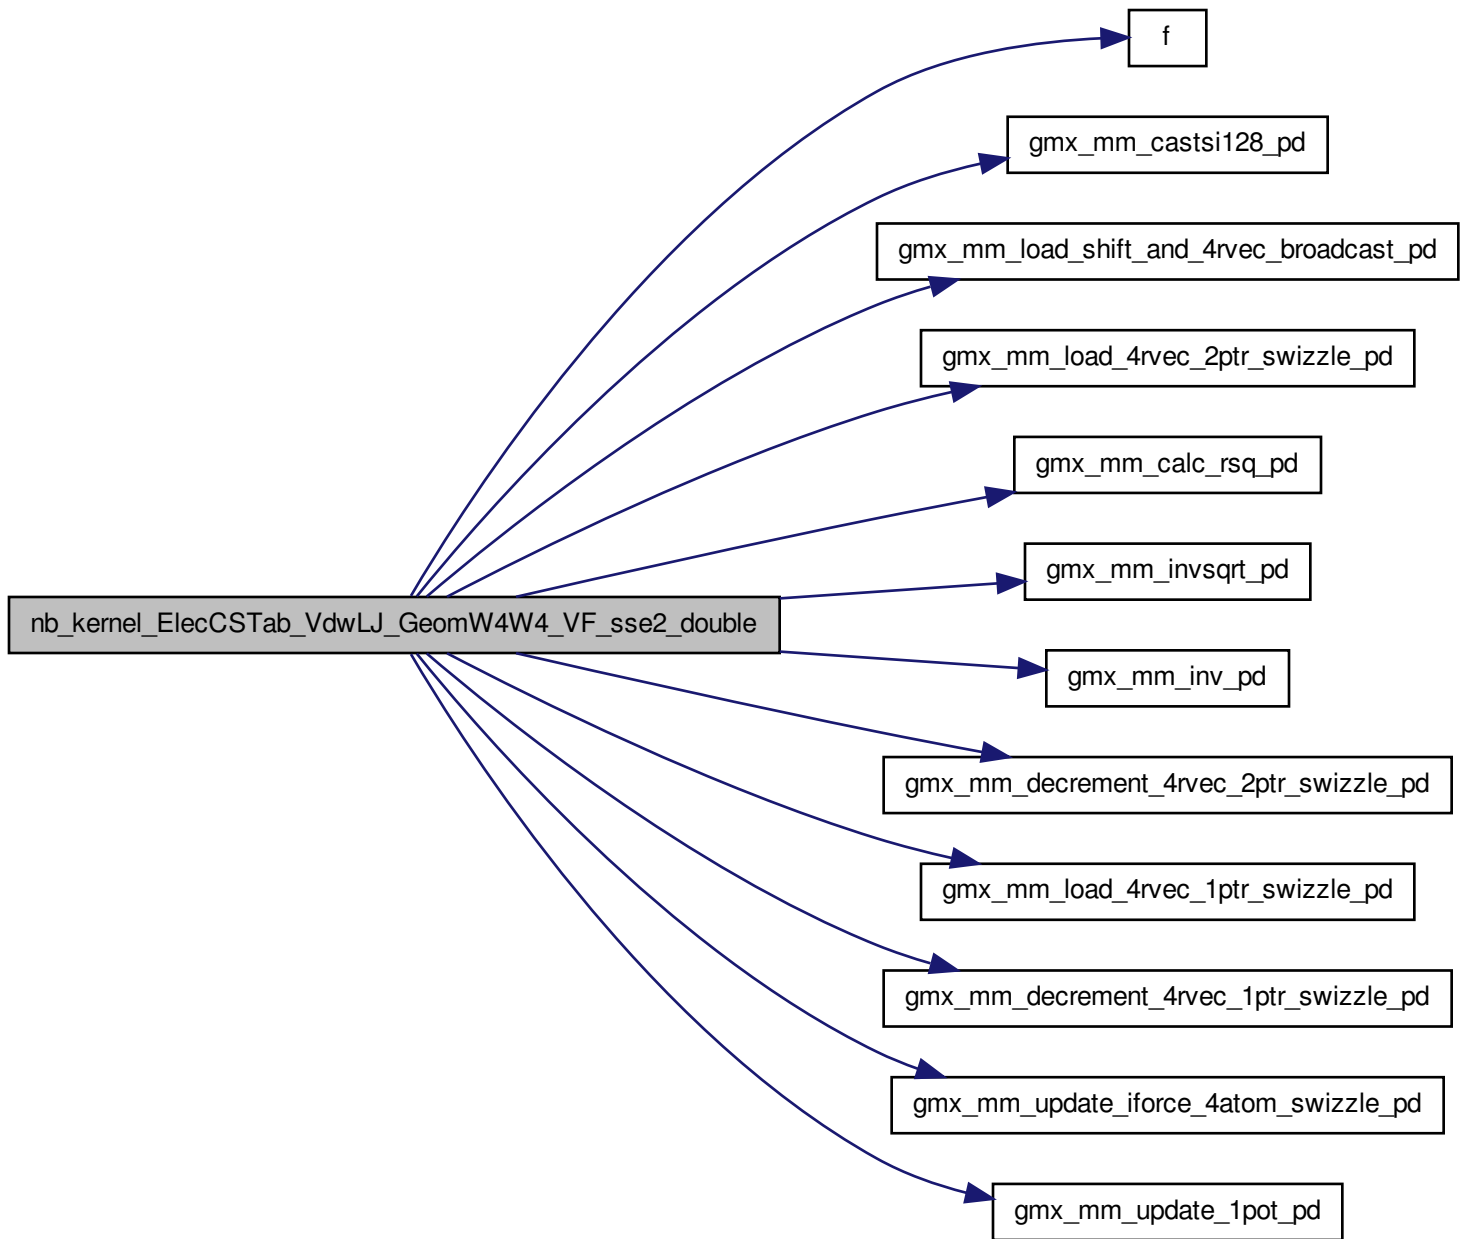 f
gmx_mm_castsi128_pd
gmx_mm_load_shift_and_4rvec_broadcast_pd
gmx_mm_load_4rvec_2ptr_swizzle_pd
gmx_mm_calc_rsq_pd
gmx_mm_invsqrt_pd
nb_kernel_ElecCSTab_VdwLJ_GeomW4W4_VF_sse2_double
gmx_mm_inv_pd
gmx_mm_decrement_4rvec_2ptr_swizzle_pd
gmx_mm_load_4rvec_1ptr_swizzle_pd
gmx_mm_decrement_4rvec_1ptr_swizzle_pd
gmx_mm_update_iforce_4atom_swizzle_pd
gmx_mm_update_1pot_pd